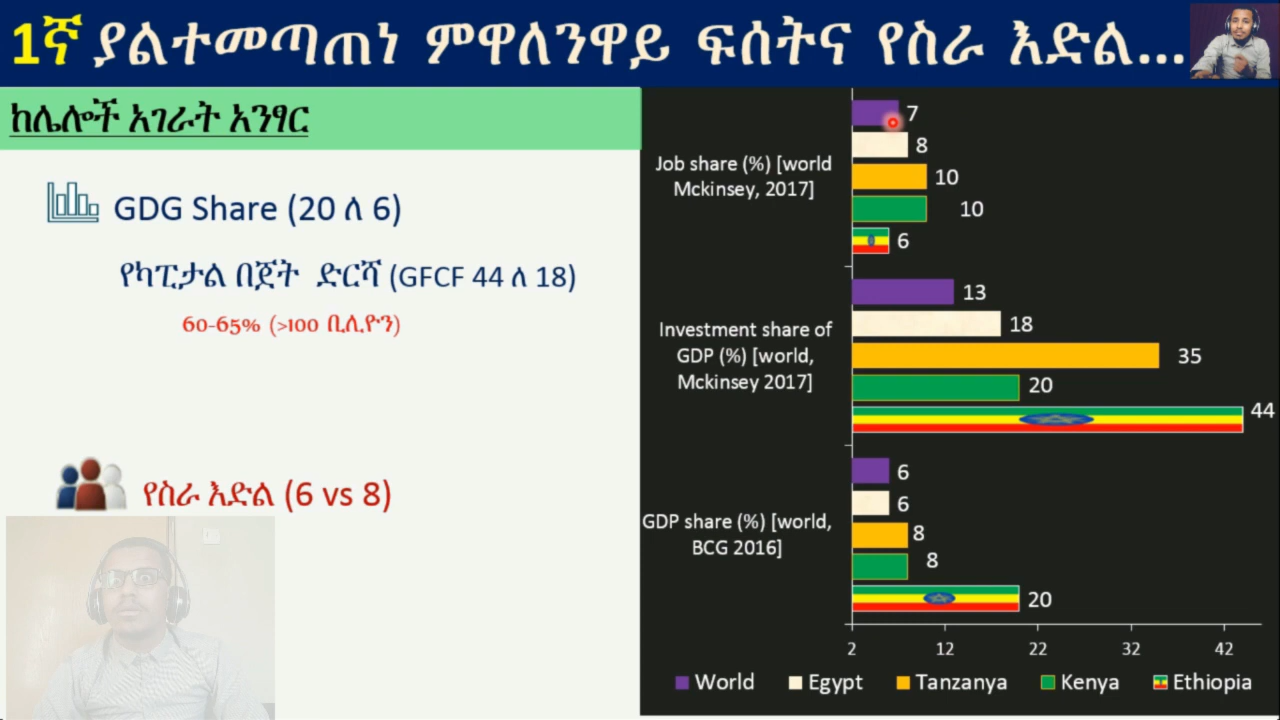 1ኛ ያልተመጣጠነ ምዋለንዋይ ፍሰትና የስራ እድል...
ከሌሎች አገራት አንፃር
GDG Share (20 ለ 6)
የካፒታል በጀት ድርሻ (GFCF 44 ለ 18)
60-65% (>100 ቢሊዮን)
የስራ እድል (6 vs 8)
Job share (%) [world
Mckinsey, 2017]
7
8
10
10
6
Investment share of
GDP (%) [world,
Mckinsey 2017]
13
18
35
20
44
GDP share (%) [world,
BCG 2016]
6
6
8
8
20
2 12 22 32 42
World Egypt Tanzanya Kenya Ethiopia